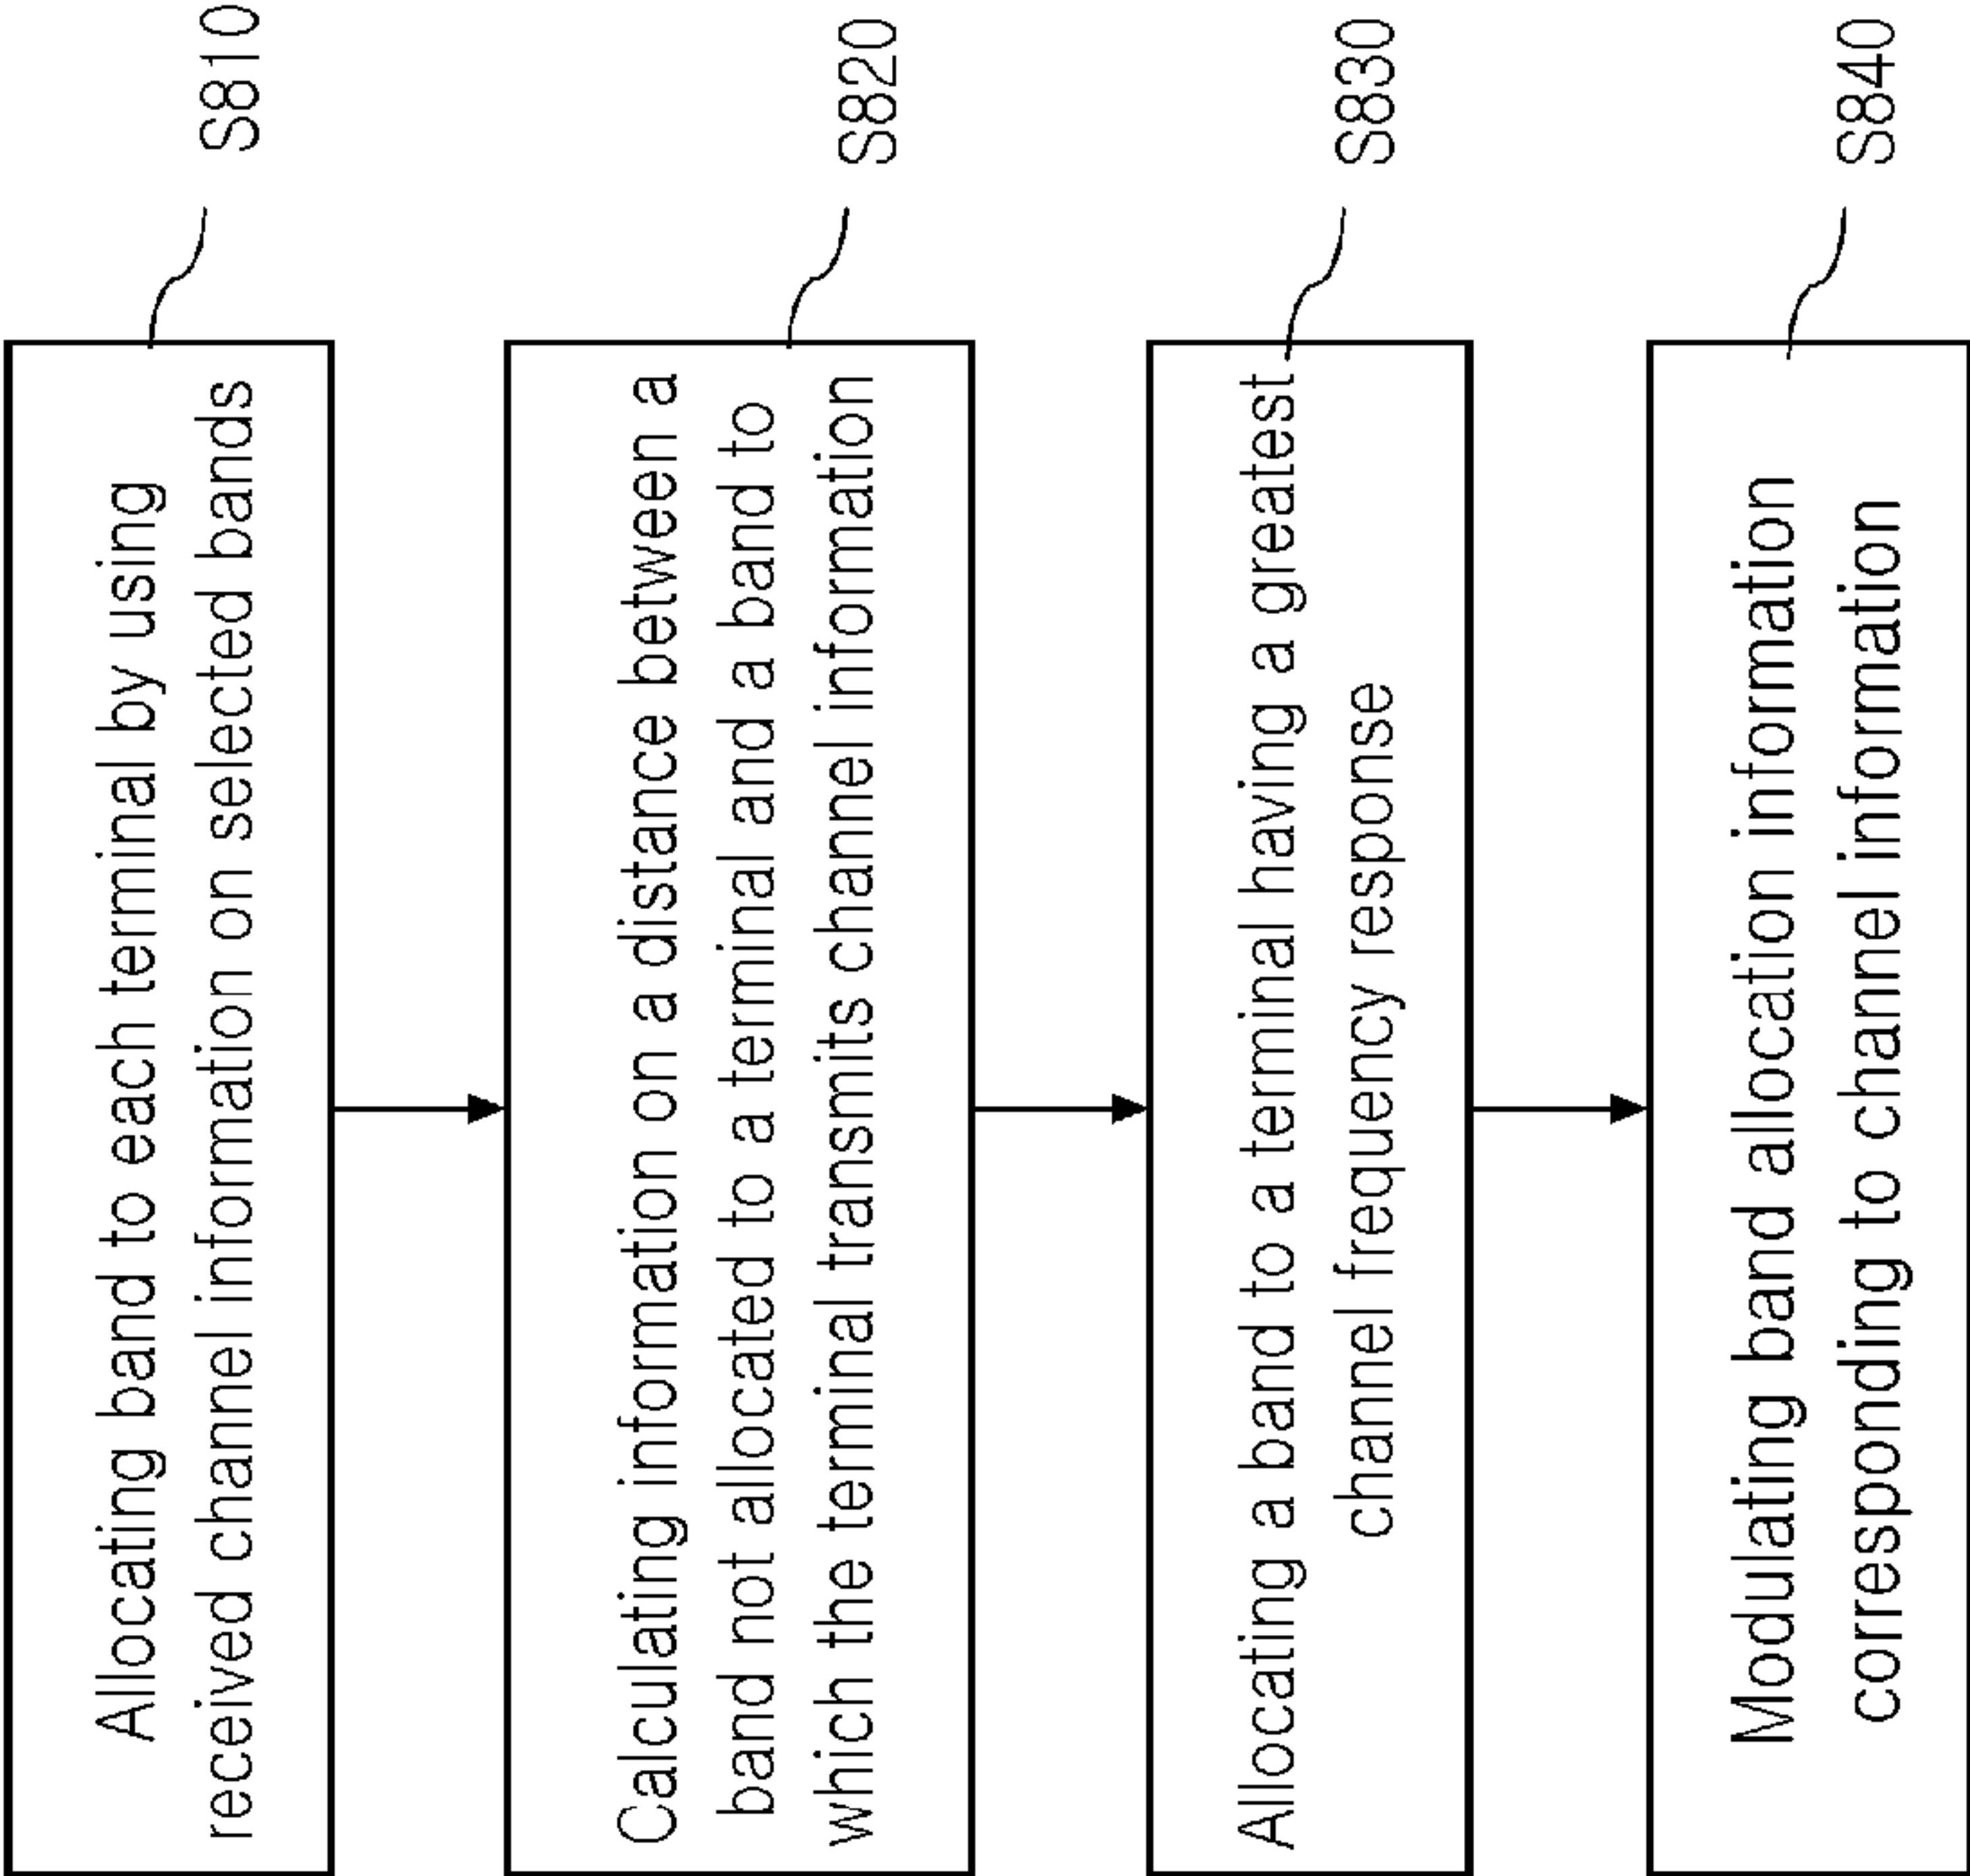 Allocating band to each terminal by using
received channel information on selected bands
S810
Calculating information on a distance between a
band not allocated to a terminal and a band to
which the terminal transmits channel information
S820
Allocating a band to a terminal having a greatest
channel frequency response
S830
Modulating band allocation information
corresponding to channel information
S840